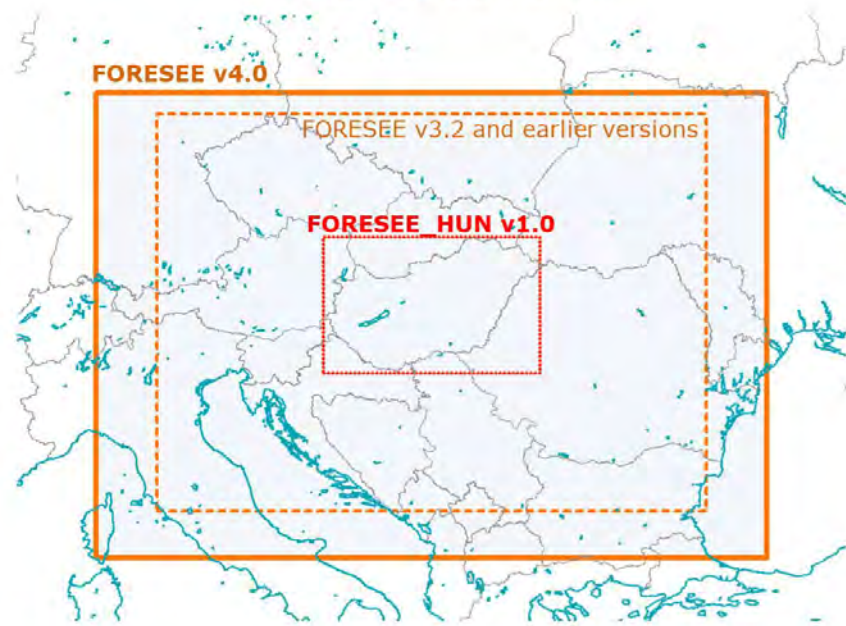 FORESEE v4.0
FORESEE v3.2 and earlier versions
FORESEE_HUN v1.0